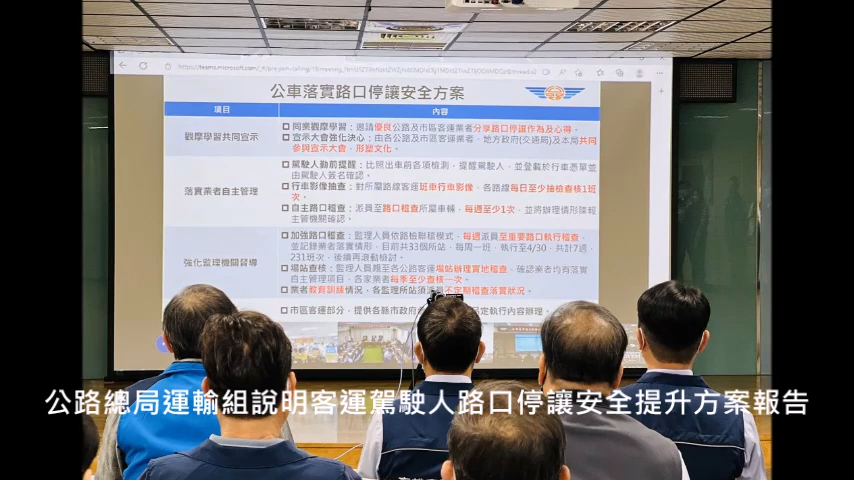 https://teams.microsoft.com/_
公車落實路口停讓安全方案
項目
內容
觀摩學習共同宣示
同業觀摩學習：邀請優良公路及市區客運業者分享路口停讓作為及心得。
宣示大會強化決心：由各公路及市區客運業者、地方政府(交通局)及本局共同
參與宣示大會，形塑文化。
落實業者自主管理
駕駛人勤前提醒：比照出車前各項檢測，提醒駕駛人，並登載於行車憑單並
由駕駛人簽名確認。
行車影像抽查：對所屬路線客運班車行車影像，各路線每日至少抽檢查核1班
次。
自主路口稽查：派員至路口稽查所屬車輛，每週至少1次，並將辦理情形陳報
主管機關確認。
強化監理機關督導
加強路口稽查：監理人員依路檢聯稽模式，每週派員至重要路口執行稽查，
並記錄業者落實情形，目前共33個所站，每周一班，執行至4/30，共計7週，
231班次，後續再滾動檢討。
場站查核：監理人員赴至各公路客運場站辦理實地稽查，確認業者均有落實
自主管理項目，各家業者每季至少查核一次。
業者教育訓練情況，各監理所站須派員不定期稽查落實狀況。
市區客運部分，提供各縣市政府 定執行內容辦理。
公路總局運輸組說明客運駕駛人路口停讓安全提升方案報告